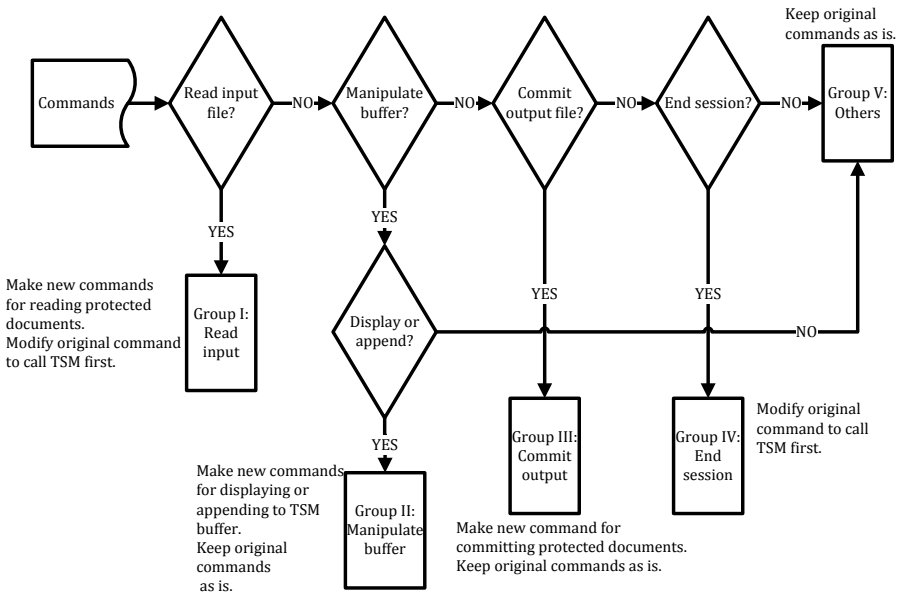 Keep original
commands as is.
Commands
Read input
file?
NO
Manipulate
buffer?
NO
Commit
output file?
NO
End session?
NO
Group V:
Others
YES
YES
YES
YES
Make new commands
for reading protected
documents.
Modify original command
to call TSM first.
Group I:
Read
input
Display or
append?
NO
YES
Group III:
Commit
output
Group IV:
End
session
Modify original
command to call
TSM first.
Make new commands
for displaying or
appending to TSM
buffer.
Keep original
commands
as is.
Group II:
Manipulate
buffer
Make new command for
committing protected documents.
Keep original commands as is.